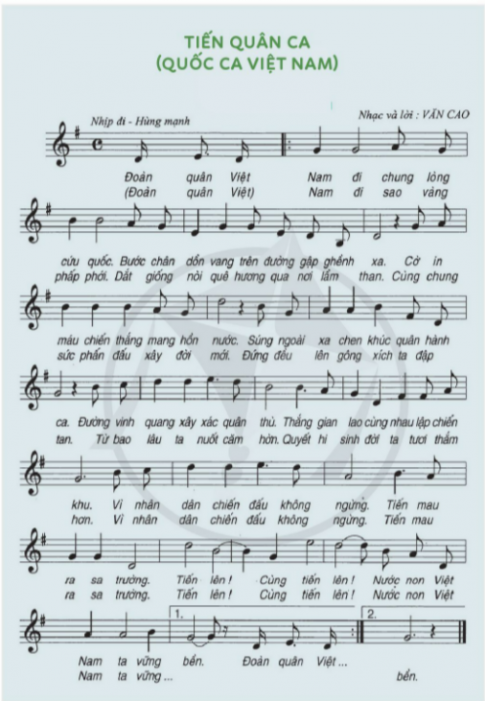 TIẾN QUÂN CA
(QUỐC CA VIỆT NAM)
Nhịp đi - Hùng mạnh
Nhạc và lời : VĂN CAO
Đoàn quân Việt Nam đi chung lòng
(Đoàn quân Việt) Nam đi sao vàng
cứu quốc. Bước chân dồn vang trên đường gập ghềnh xa. Cờ in
phấp phới. Dắt giống nòi quê hương qua nơi lầm than. Cùng chung
máu chiến thắng mang hồn nước. Súng ngoài xa chen khúc quân hành
sức phấn đấu xây đời mới. Đứng đều lên gông xích ta đập
ca. Đường vinh quang xây xác quân thù. Thắng gian lao cùng nhau lập chiến
tan. Từ bao lâu ta nuốt căm hờn. Quyết hi sinh đời ta tươi thắm
khu. Vì nhân dân chiến đấu không ngừng. Tiến mau
hơn. Vì nhân dân chiến đấu không ngừng. Tiến mau
ra sa trường. Tiến lên ! Cùng tiến lên ! Nước non Việt
ra sa trường. Tiến lên ! Cùng tiến lên ! Nước non Việt
1.
2.
Nam ta vững bền. Đoàn quân Việt ...
Nam ta vững ... bền.